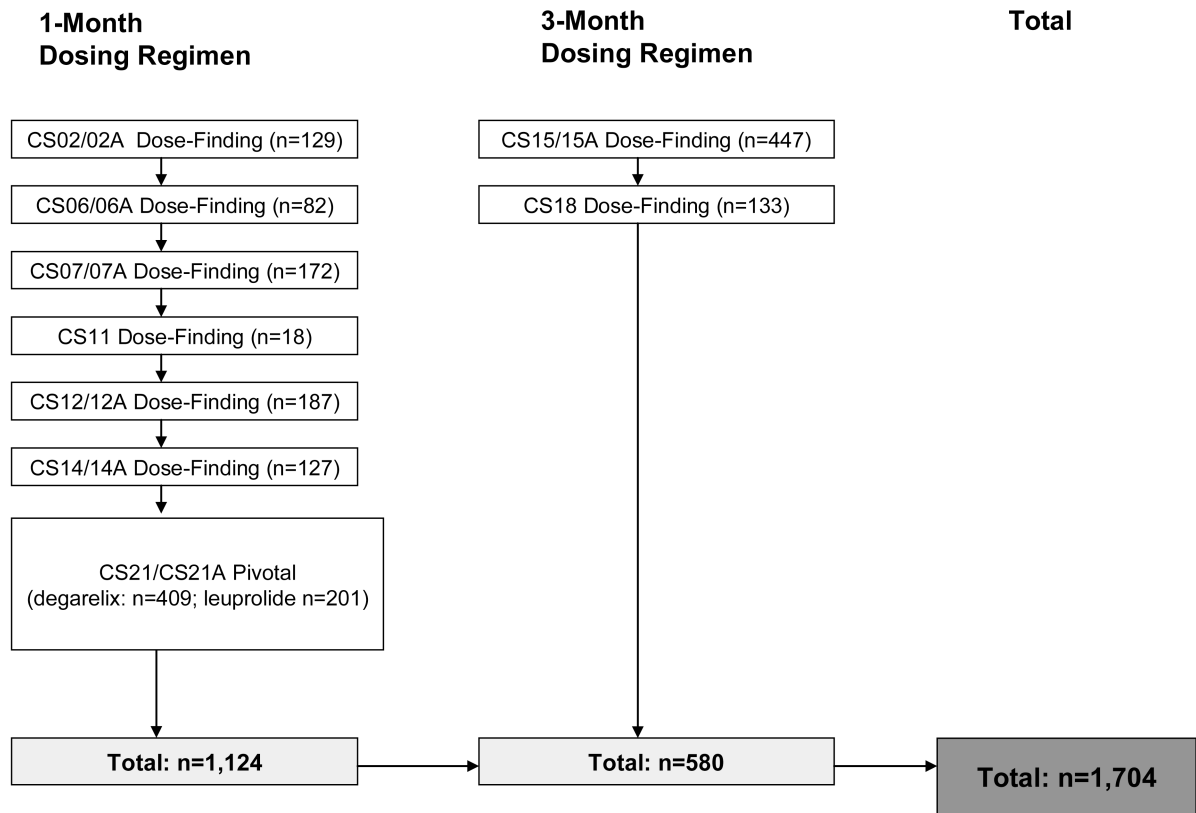 1-Month
Dosing Regimen
3-Month
Dosing Regimen
Total
CS02/02A  Dose-Finding (n=129)
CS06/06A Dose-Finding (n=82)
CS07/07A Dose-Finding (n=172)
CS11 Dose-Finding (n=18)
CS12/12A Dose-Finding (n=187)
CS14/14A Dose-Finding (n=127)
CS21/CS21A Pivotal
(degarelix: n=409; leuprolide n=201)
Total: n=1,124
CS15/15A Dose-Finding (n=447)
CS18 Dose-Finding (n=133)
Total: n=580
Total: n=1,704